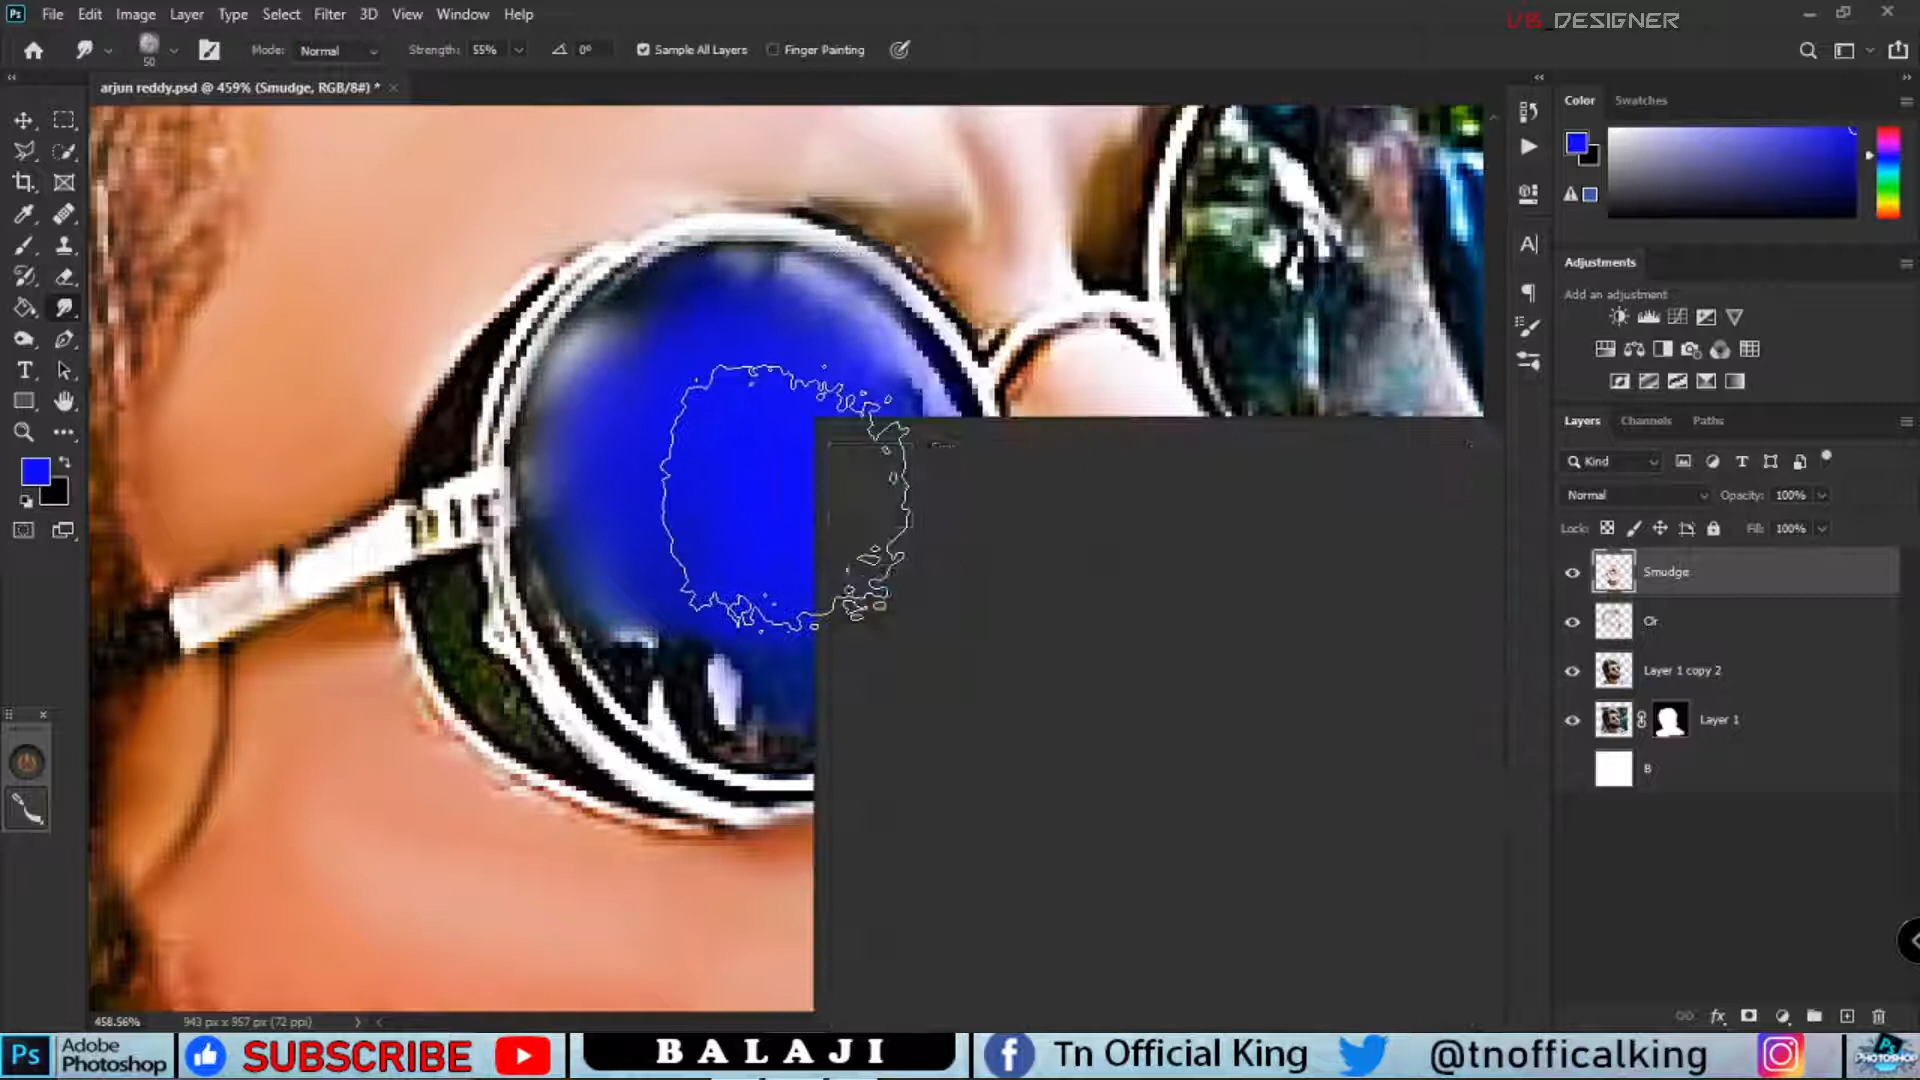 Ps File Edit Image Layer Type Select Filter 3D View Window Help
VB_DESIGNER
50 Mode: Normal Strength: 55% 0° Sample All Layers Finger Painting
arjun reddy.psd @ 459% (Smudge, RGB/8#) *
Color Swatches
Adjustments
Add an adjustment
Layers Channels Paths
Kind
Normal Opacity: 100%
Lock: Fill: 100%
Smudge
Or
Layer 1 copy 2
Layer 1
B
458.56% 943 px x 957 px (72 ppi)
Ps Adobe Photoshop SUBSCRIBE BALAJI Tn Official King @tnofficalking